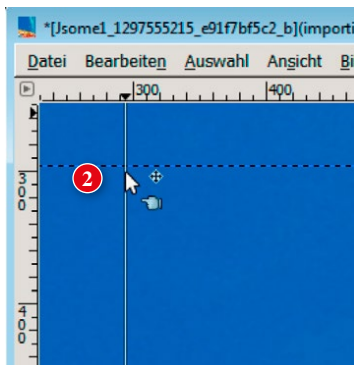 *[Jsome1_1297555215_e91f7bf5c2_b](importi
Datei Bearbeiten Auswahl Ansicht Bi
300 400
300
2
400